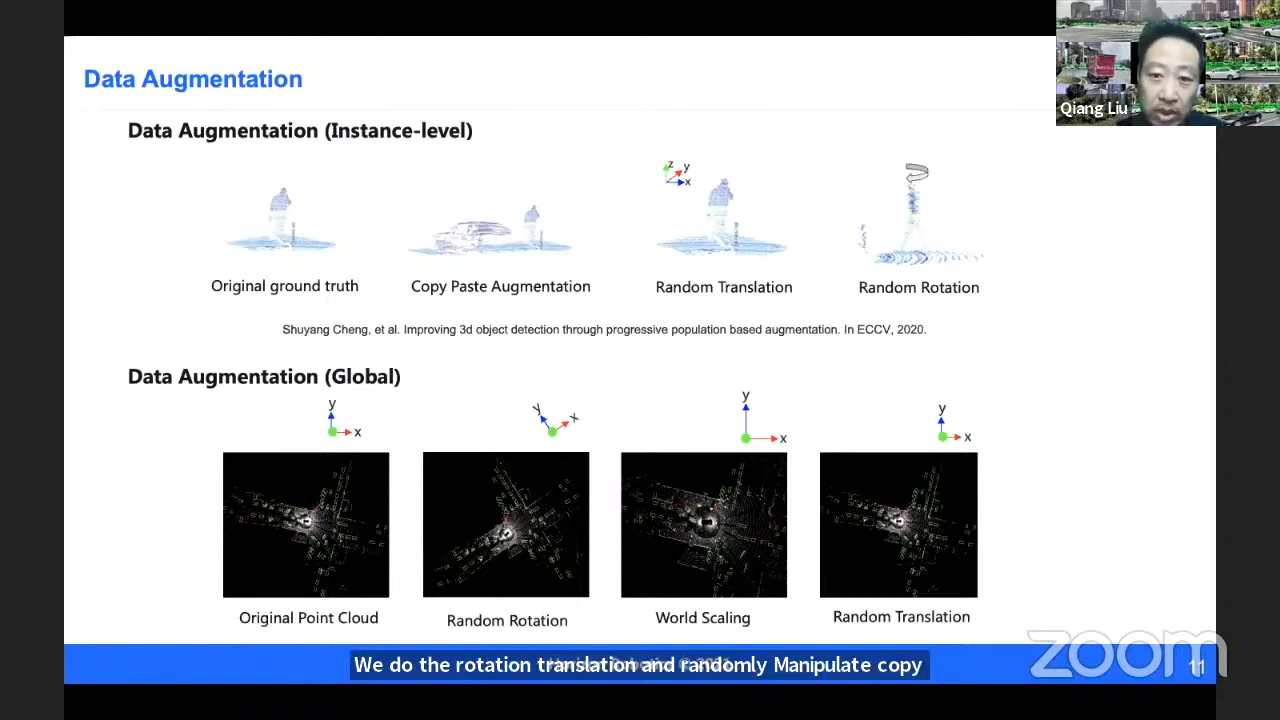 Data Augmentation
Qiang Liu
Data Augmentation (Instance-level)
z
y
x
Original ground truth
Copy Paste Augmentation
Random Translation
Random Rotation
Shuyang Cheng, et al. Improving 3d object detection through progressive population based augmentation. In ECCV, 2020.
Data Augmentation (Global)
y
x
y
x
y
x
y
x
Original Point Cloud
Random Rotation
World Scaling
Random Translation
We do the rotation translation and randomly Manipulate copy
zoom
11